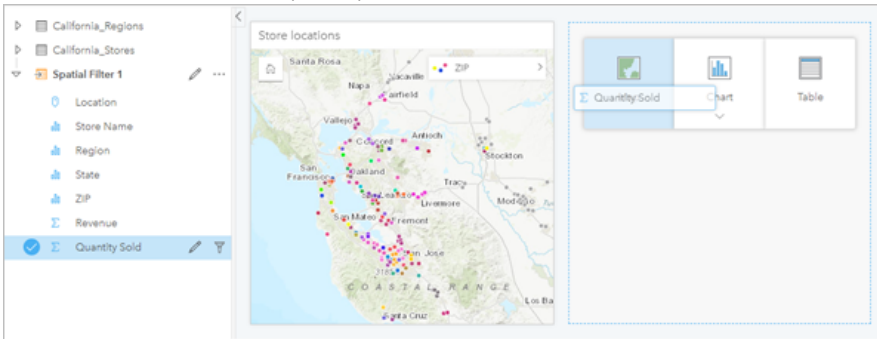 California_Regions
California_Stores
Spatial Filter 1
Location
Store Name
Region
State
ZIP
Revenue
Quantity Sold
Store locations
ZIP
Santa Rosa
Vacaville
Napa
Fairfield
Vallejo
Concord
Antioch
Stockton
San Francisco
Oakland
Tracy
San Leandro
Livermore
San Mateo
Fremont
San Jose
COASTAL RANGE
Los Ba
Santa Cruz
Quantity Sold
Chart
Table